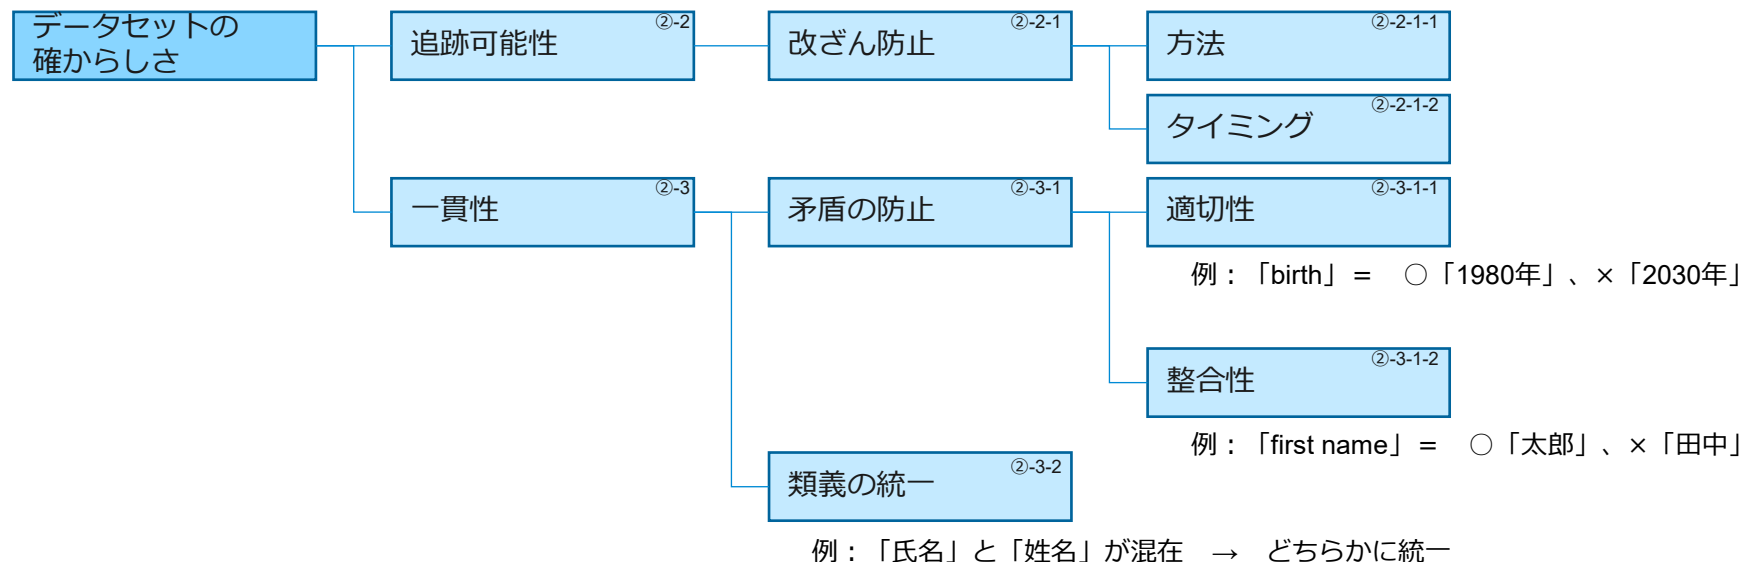 データセットの
確からしさ
追跡可能性
②-2
改ざん防止
②-2-1
方法
②-2-1-1
タイミング
②-2-1-2
一貫性
②-3
矛盾の防止
②-3-1
適切性
②-3-1-1
例：「birth」＝　○「1980年」、×「2030年」
整合性
②-3-1-2
例：「first name」＝　○「太郎」、×「田中」
類義の統一
②-3-2
例：「氏名」と「姓名」が混在　→　どちらかに統一